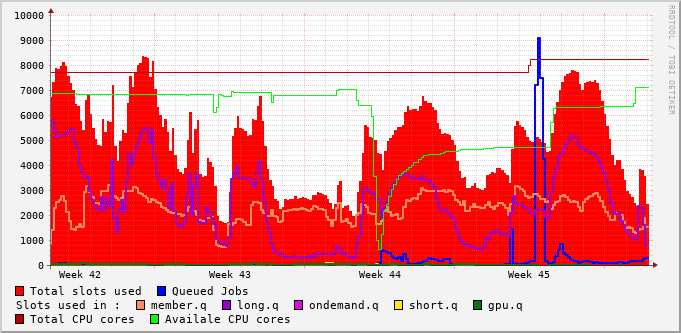 10000
9000
8000
7000
6000
5000
4000
3000
2000
1000
0
Week 42 Week 43 Week 44 Week 45
RRDTOOL / TOBI OETIKER
Total slots used Queued Jobs
Slots used in : member.q long.q ondemand.q short.q gpu.q
Total CPU cores Availale CPU cores